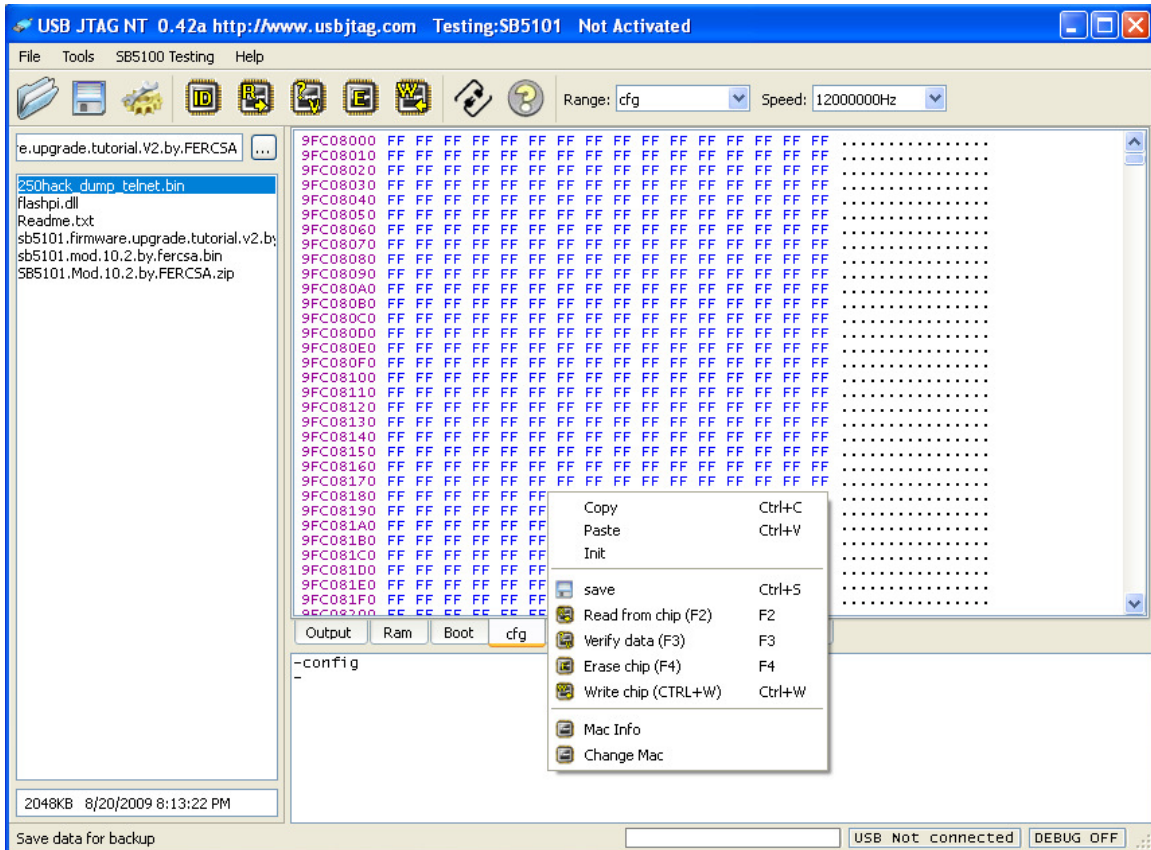 USB JTAG NT 0.42a http://www.usbjtag.com Testing:SB5101 Not Activated
File Tools SB5100 Testing Help
Range: cfg Speed: 12000000Hz
e.upgrade.tutorial.V2.by.FERCSA ...
250hack_dump_telnet.bin
flashpi.dll
Readme.txt
sb5101.firmware.upgrade.tutorial.v2.by
sb5101.mod.10.2.by.fercsa.bin
SB5101.Mod.10.2.by.FERCSA.zip
2048KB 8/20/2009 8:13:22 PM
9FC08000 FF FF FF FF FF FF FF FF FF FF FF FF FF FF FF FF ................
9FC08010 FF FF FF FF FF FF FF FF FF FF FF FF FF FF FF FF ................
9FC08020 FF FF FF FF FF FF FF FF FF FF FF FF FF FF FF FF ................
9FC08030 FF FF FF FF FF FF FF FF FF FF FF FF FF FF FF FF ................
9FC08040 FF FF FF FF FF FF FF FF FF FF FF FF FF FF FF FF ................
9FC08050 FF FF FF FF FF FF FF FF FF FF FF FF FF FF FF FF ................
9FC08060 FF FF FF FF FF FF FF FF FF FF FF FF FF FF FF FF ................
9FC08070 FF FF FF FF FF FF FF FF FF FF FF FF FF FF FF FF ................
9FC08080 FF FF FF FF FF FF FF FF FF FF FF FF FF FF FF FF ................
9FC08090 FF FF FF FF FF FF FF FF FF FF FF FF FF FF FF FF ................
9FC080A0 FF FF FF FF FF FF FF FF FF FF FF FF FF FF FF FF ................
9FC080B0 FF FF FF FF FF FF FF FF FF FF FF FF FF FF FF FF ................
9FC080C0 FF FF FF FF FF FF FF FF FF FF FF FF FF FF FF FF ................
9FC080D0 FF FF FF FF FF FF FF FF FF FF FF FF FF FF FF FF ................
9FC080E0 FF FF FF FF FF FF FF FF FF FF FF FF FF FF FF FF ................
9FC080F0 FF FF FF FF FF FF FF FF FF FF FF FF FF FF FF FF ................
9FC08100 FF FF FF FF FF FF FF FF FF FF FF FF FF FF FF FF ................
9FC08110 FF FF FF FF FF FF FF FF FF FF FF FF FF FF FF FF ................
9FC08120 FF FF FF FF FF FF FF FF FF FF FF FF FF FF FF FF ................
9FC08130 FF FF FF FF FF FF FF FF FF FF FF FF FF FF FF FF ................
9FC08140 FF FF FF FF FF FF FF FF FF FF FF FF FF FF FF FF ................
9FC08150 FF FF FF FF FF FF FF FF FF FF FF FF FF FF FF FF ................
9FC08160 FF FF FF FF FF FF FF FF FF FF FF FF FF FF FF FF ................
9FC08170 FF FF FF FF FF FF FF FF FF FF FF FF FF FF FF FF ................
9FC08180 FF FF FF FF FF FF ................
9FC08190 FF FF FF FF FF FF ................
9FC081A0 FF FF FF FF FF FF ................
9FC081B0 FF FF FF FF FF FF ................
9FC081C0 FF FF FF FF FF FF ................
9FC081D0 FF FF FF FF FF FF ................
9FC081E0 FF FF FF FF FF FF ................
9FC081F0 FF FF FF FF FF FF ................
9FC08200 FF FF FF FF FF FF
Copy Ctrl+C
Paste Ctrl+V
Init
save Ctrl+S
Read from chip (F2) F2
Verify data (F3) F3
Erase chip (F4) F4
Write chip (CTRL+W) Ctrl+W
Mac Info
Change Mac
Output Ram Boot cfg
-config
-
Save data for backup
USB Not connected DEBUG OFF